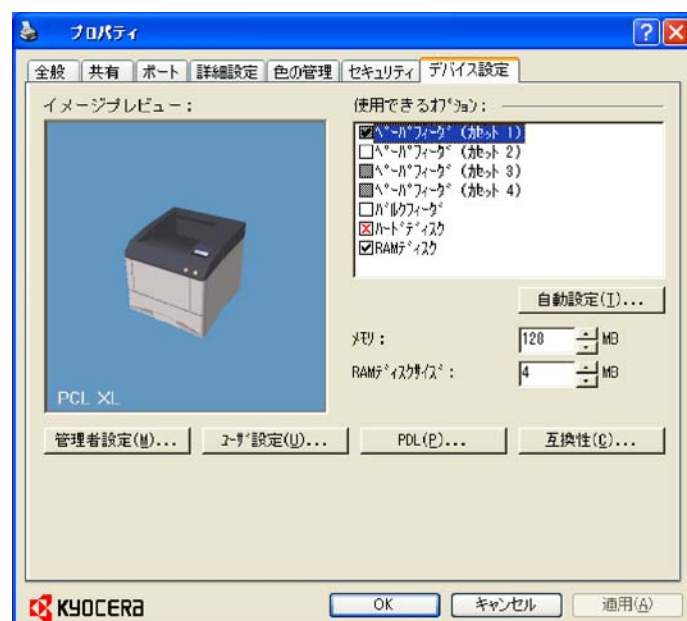 プロパティ
全般 共有 ポート 詳細設定 色の管理 セキュリティ デバイス設定
イメージプレビュー:
PCL XL
使用できるｵﾌﾟｼｮﾝ:
ﾍﾟｰﾊﾟﾌｨｰﾀﾞ (ｶｾｯﾄ 1)
ﾍﾟｰﾊﾟﾌｨｰﾀﾞ (ｶｾｯﾄ 2)
ﾍﾟｰﾊﾟﾌｨｰﾀﾞ (ｶｾｯﾄ 3)
ﾍﾟｰﾊﾟﾌｨｰﾀﾞ (ｶｾｯﾄ 4)
ﾊﾞﾙｸﾌｨｰﾀﾞ
ﾊｰﾄﾞﾃﾞｨｽｸ
RAMﾃﾞｨｽｸ
自動設定(I)...
ﾒﾓﾘ: 128 MB
RAMﾃﾞｨｽｸｻｲｽﾞ: 4 MB
管理者設定(M)... ﾕｰｻﾞ設定(U)... PDL(P)... 互換性(C)...
KYOCERA OK キャンセル 適用(A)